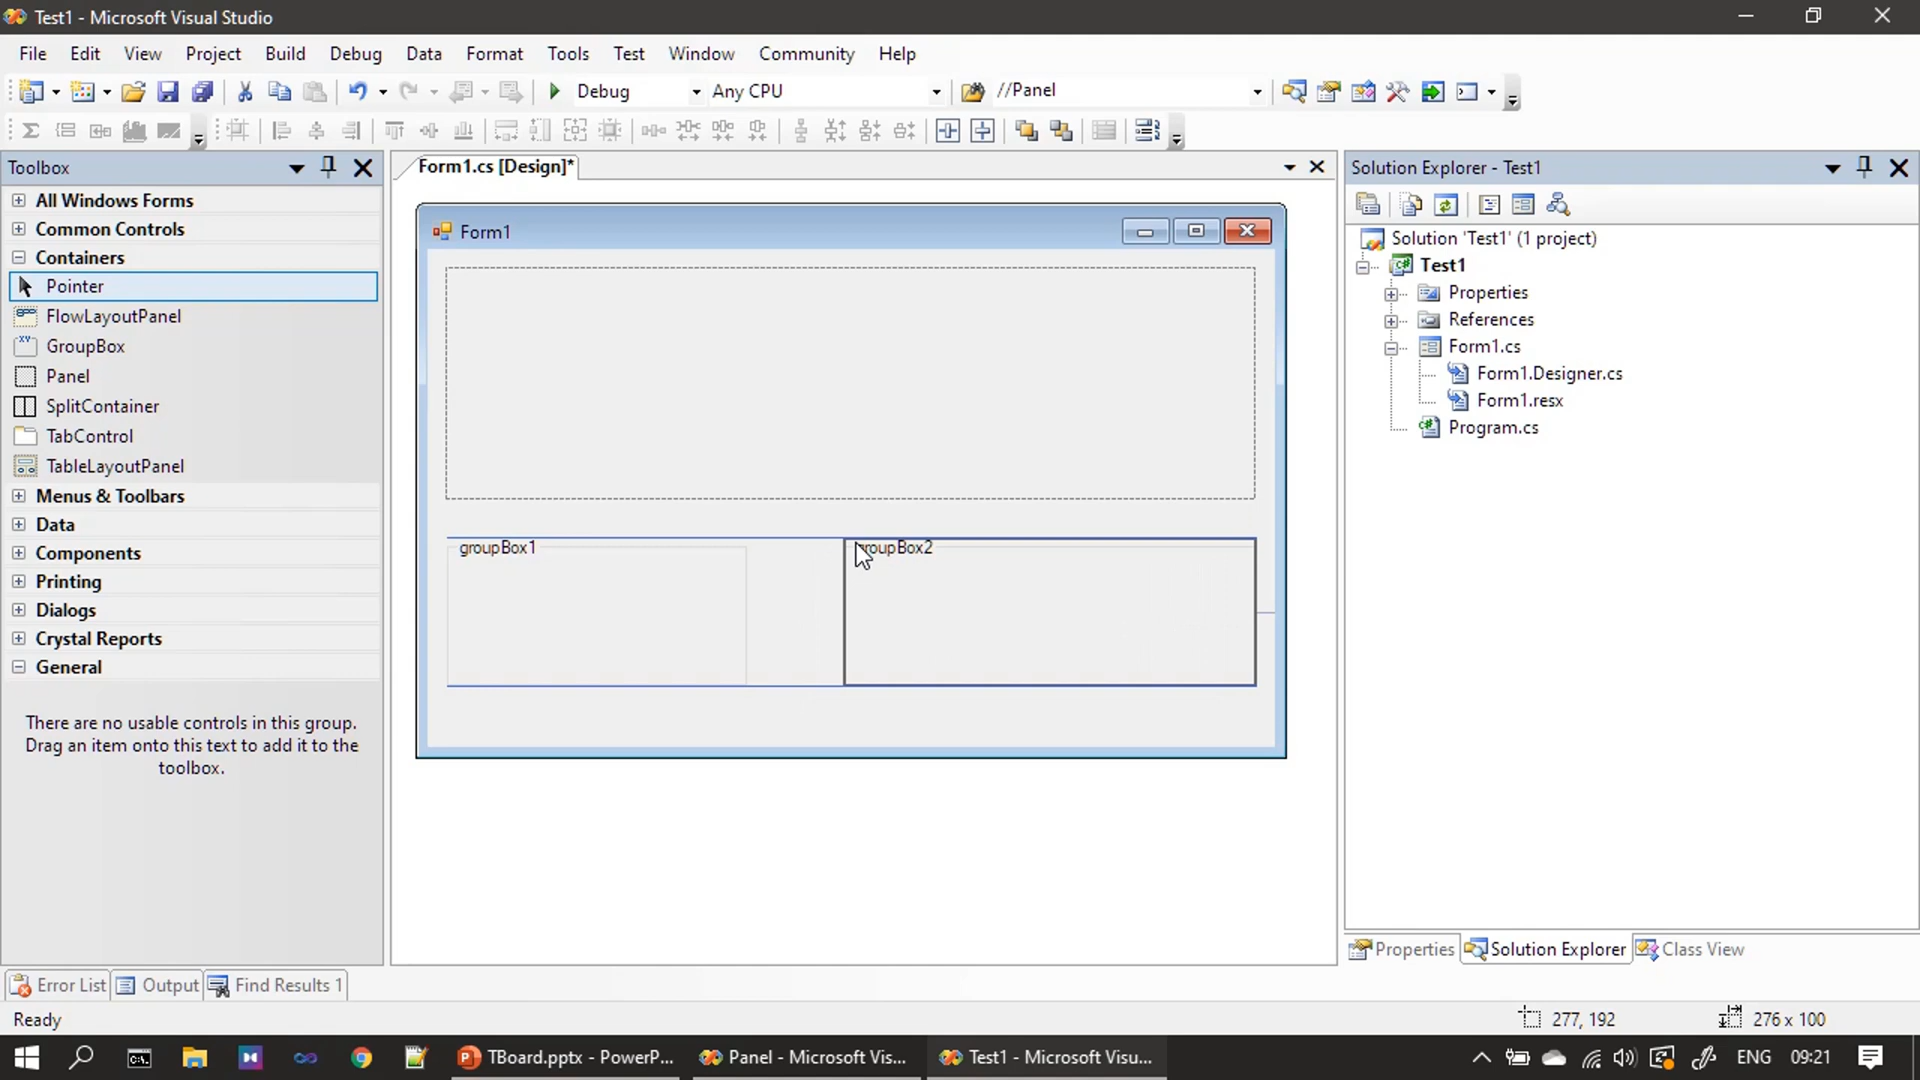 Test1 - Microsoft Visual Studio
File Edit View Project Build Debug Data Format Tools Test Window Community Help
Debug Any CPU //Panel
Toolbox
Form1.cs [Design]*
Solution Explorer - Test1
All Windows Forms
Common Controls
Containers
Pointer
FlowLayoutPanel
GroupBox
Panel
SplitContainer
TabControl
TableLayoutPanel
Menus & Toolbars
Data
Components
Printing
Dialogs
Crystal Reports
General
There are no usable controls in this group.
Drag an item onto this text to add it to the
toolbox.
Form1
groupBox1
groupBox2
Solution 'Test1' (1 project)
Test1
Properties
References
Form1.cs
Form1.Designer.cs
Form1.resx
Program.cs
Properties Solution Explorer Class View
Error List Output Find Results 1
Ready 277, 192 276 x 100
TBoard.pptx - PowerP... Panel - Microsoft Vis... Test1 - Microsoft Visu... ENG 09:21